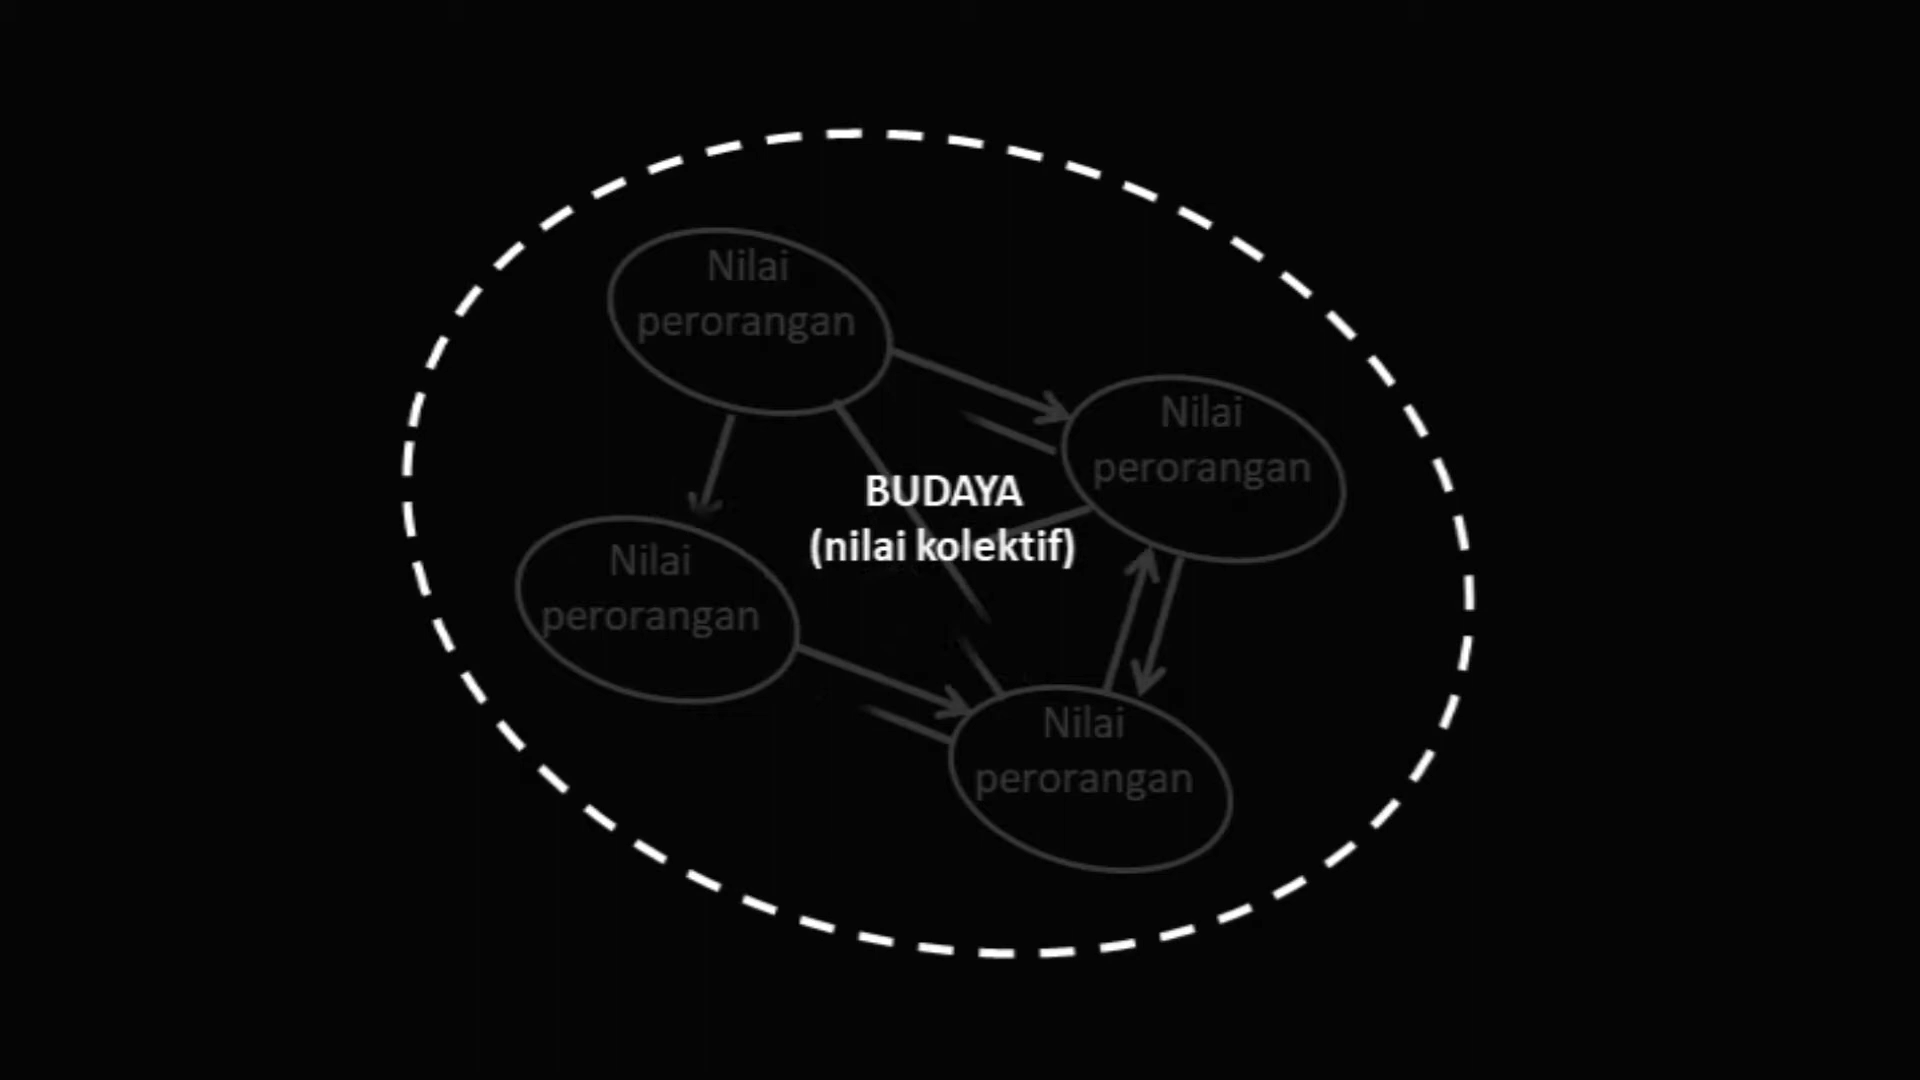 Nilai
perorangan
Nilai
perorangan
BUDAYA
(nilai kolektif)
Nilai
perorangan
Nilai
perorangan